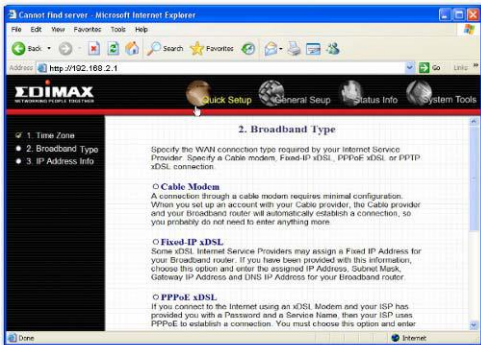 Cannot find server - Microsoft Internet Explorer
File Edit View Favorites Tools Help
Back Search Favorites
Address http://192.168.2.1 Go Links
EDIMAX
NETWORKING PEOPLE TOGETHER
Quick Setup General Seup Status Info System Tools
1. Time Zone
2. Broadband Type
3. IP Address Info
2. Broadband Type
Specify the WAN connection type required by your Internet Service
Provider. Specify a Cable modem, Fixed-IP xDSL, PPPoE xDSL or PPTP
xDSL connection.
Cable Modem
A connection through a cable modem requires minimal configuration.
When you set up an account with your Cable provider, the Cable provider
and your Broadband router will automatically establish a connection, so
you probably do not need to enter anything more.
Fixed-IP xDSL
Some xDSL Internet Service Providers may assign a Fixed IP Address for
your Broadband router. If you have been provided with this information,
choose this option and enter the assigned IP Address, Subnet Mask,
Gateway IP Address and DNS IP Address for your Broadband router.
PPPoE xDSL
If you connect to the Internet using an xDSL Modem and your ISP has
provided you with a Password and a Service Name, then your ISP uses
PPPoE to establish a connection. You must choose this option and enter
Done Internet